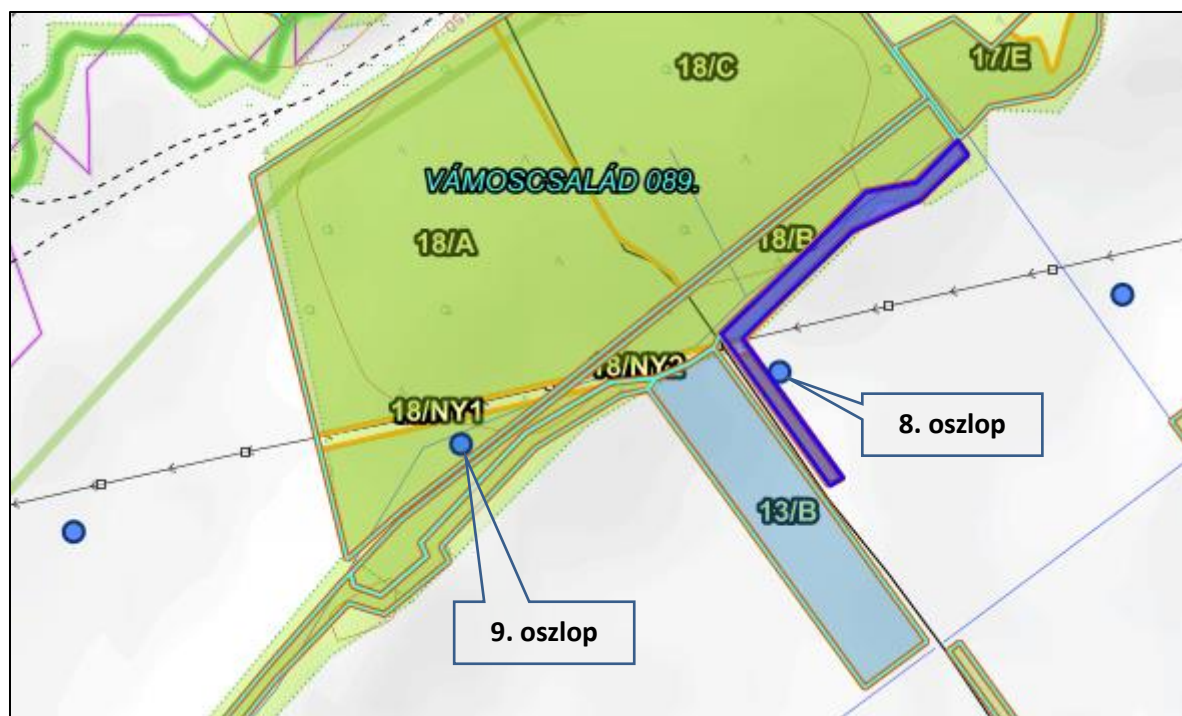 17/E
18/C
VÁMOSCSALÁD 089.
18/A
18/B
18/NY2
18/NY1
8. oszlop
13/B
9. oszlop